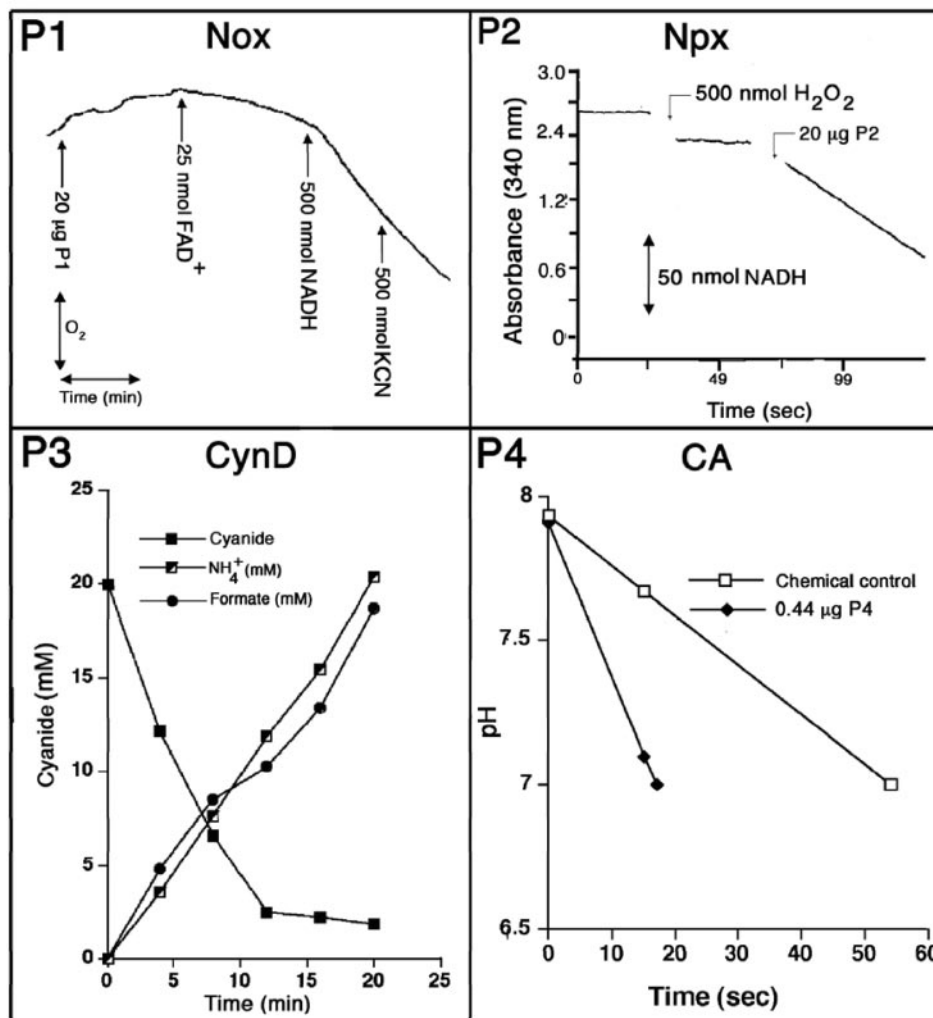 P1
Nox
20 µg P1
25 nmol FAD+
500 nmol NADH
500 nmolKCN
O2
Time (min)
P2
Npx
Absorbance (340 nm)
3.0
2.4
1.2
0.6
0
500 nmol H2O2
20 µg P2
50 nmol NADH
0
49
99
Time (sec)
P3
CynD
Cyanide (mM)
25
20
15
10
5
0
Cyanide
NH4+ (mM)
Formate (mM)
0
5
10
15
20
25
Time (min)
P4
CA
pH
8
7.5
7
6.5
Chemical control
0.44 µg P4
0
10
20
30
40
50
60
Time (sec)